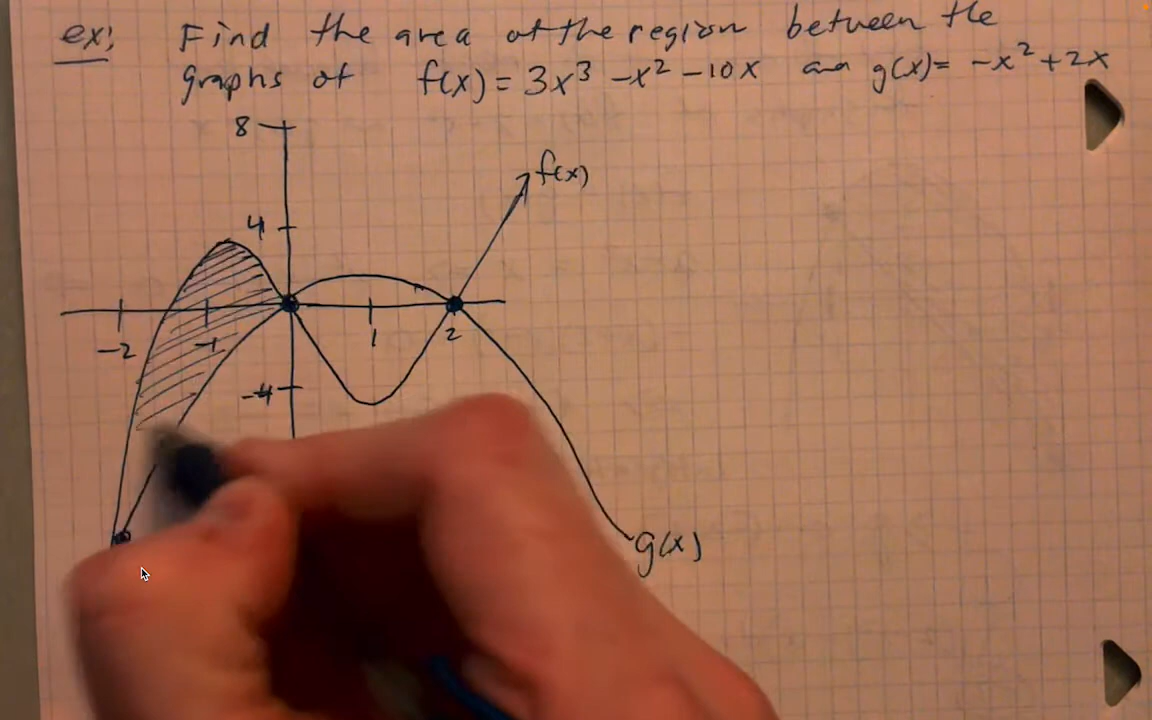 ex: Find the area of the region between the
graphs of f(x) = 3x³ - x² - 10x and g(x) = -x² + 2x
8
f(x)
4
-2 -1 1 2
-4
g(x)